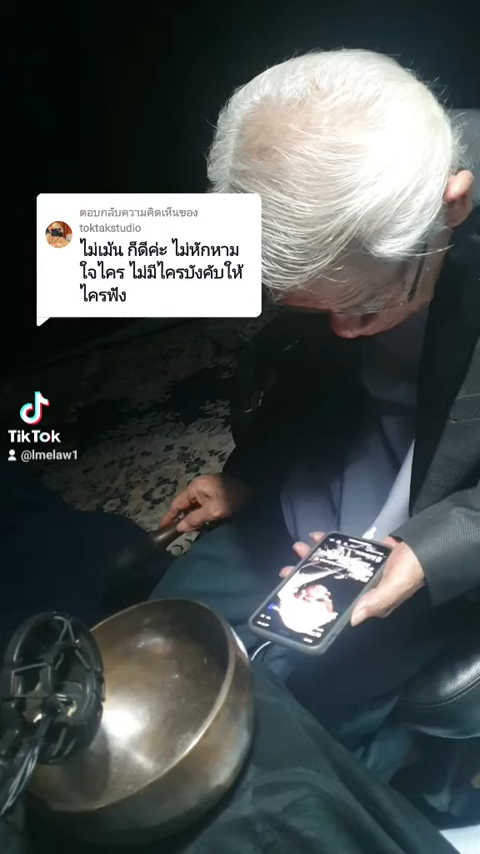 ตอบกลับความคิดเห็นของ
toktakstudio
ไม่เม้น ก็ดีค่ะ ไม่หักหาม
ใจใคร ไม่มีใครบังคับให้
ใครฟัง
TikTok
@lmelaw1